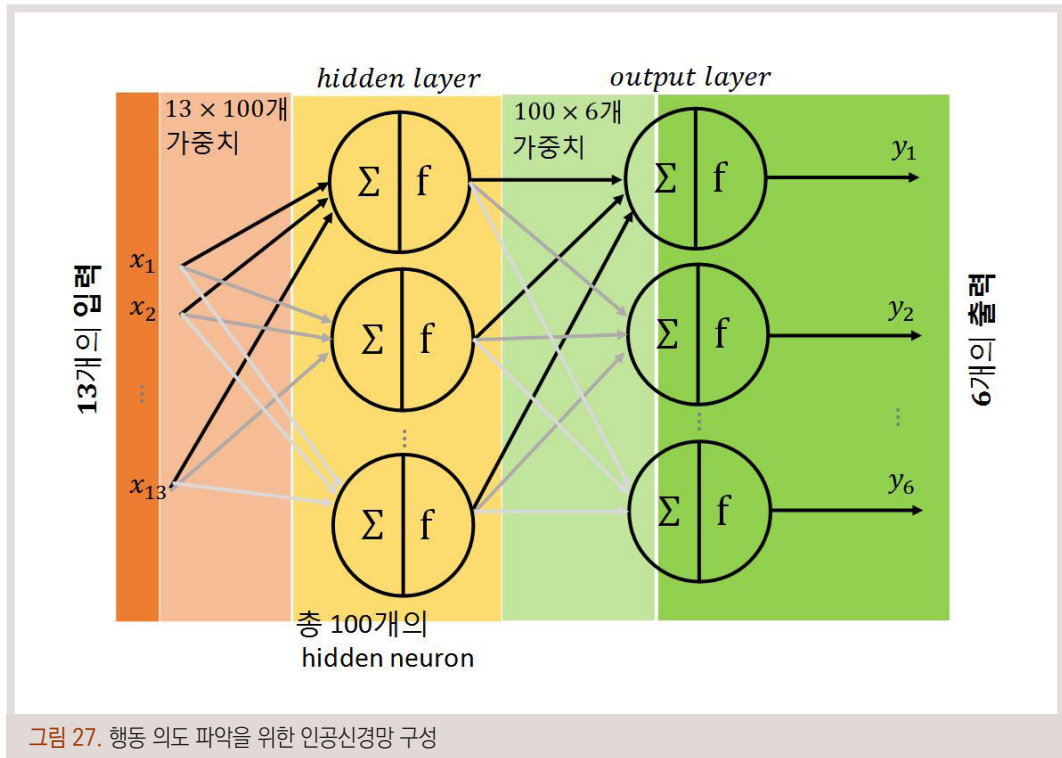 hidden layer
output layer
13 × 100개
가중치
100 × 6개
가중치
13개의 입력
x₁
x₂
⋮
x₁₃
Σ f
Σ f
⋮
Σ f
Σ f
Σ f
⋮
Σ f
y₁
y₂
⋮
y₆
6개의 출력
총 100개의
hidden neuron
그림 27. 행동 의도 파악을 위한 인공신경망 구성